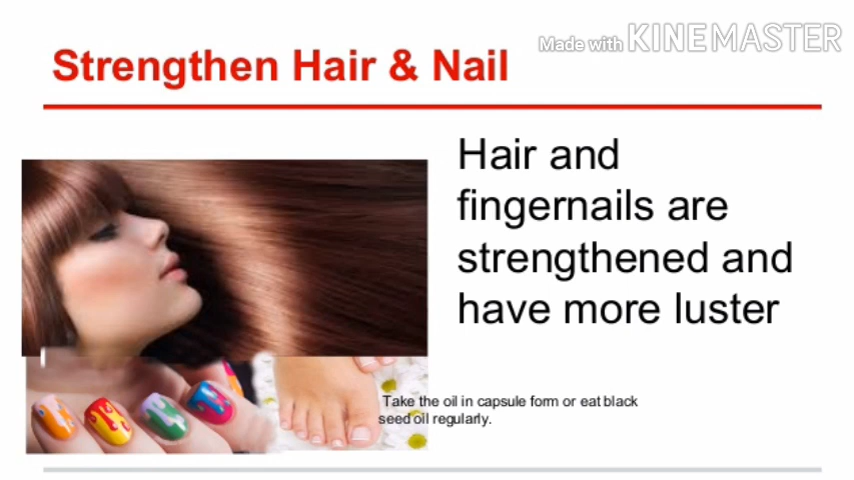 Made with KINEMASTER
Strengthen Hair & Nail
Hair and
fingernails are
strengthened and
have more luster
Take the oil in capsule form or eat black
seed oil regularly.